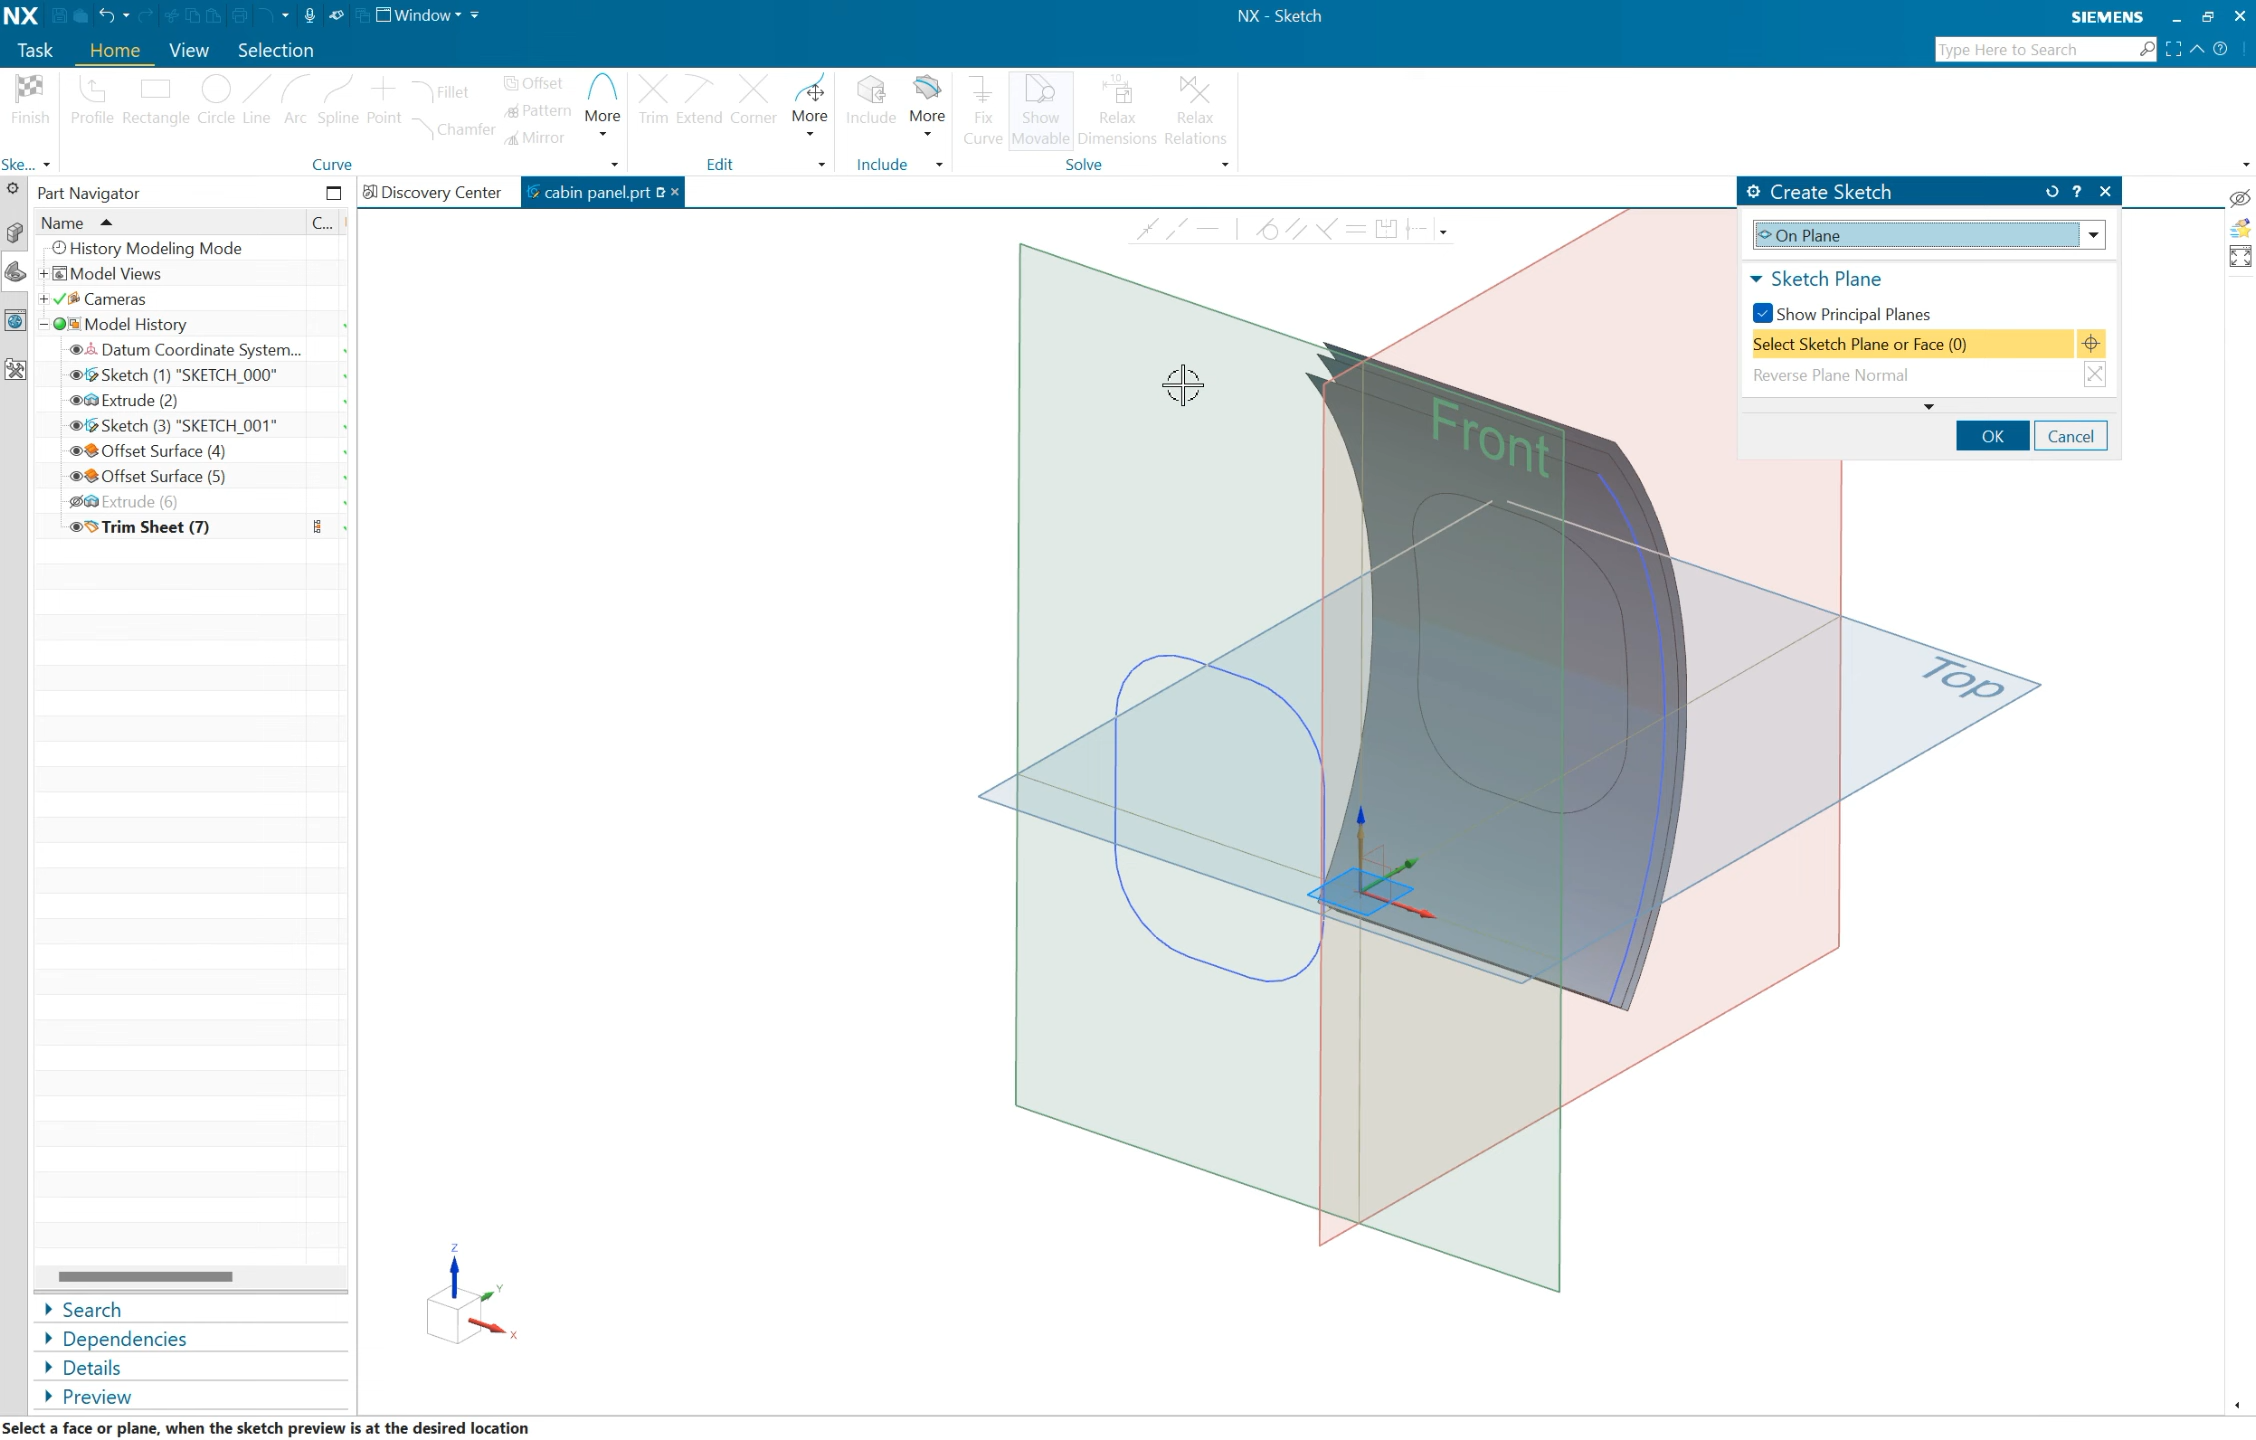 NX
Window
NX - Sketch
SIEMENS
Task
Home
View
Selection
Type Here to Search
Finish
Profile
Rectangle
Circle
Line
Arc
Spline
Point
Fillet
Chamfer
Offset
Pattern
Mirror
More
Trim
Extend
Corner
More
Include
More
Fix Curve
Show Movable
Relax Dimensions
Relax Relations
Ske...
Curve
Edit
Include
Solve
Part Navigator
Discovery Center
cabin panel.prt
Name
C...
History Modeling Mode
Model Views
Cameras
Model History
Datum Coordinate System...
Sketch (1) "SKETCH_000"
Extrude (2)
Sketch (3) "SKETCH_001"
Offset Surface (4)
Offset Surface (5)
Extrude (6)
Trim Sheet (7)
Create Sketch
On Plane
Sketch Plane
Show Principal Planes
Select Sketch Plane or Face (0)
Reverse Plane Normal
OK
Cancel
Front
Top
Z
Y
X
Search
Dependencies
Details
Preview
Select a face or plane, when the sketch preview is at the desired location